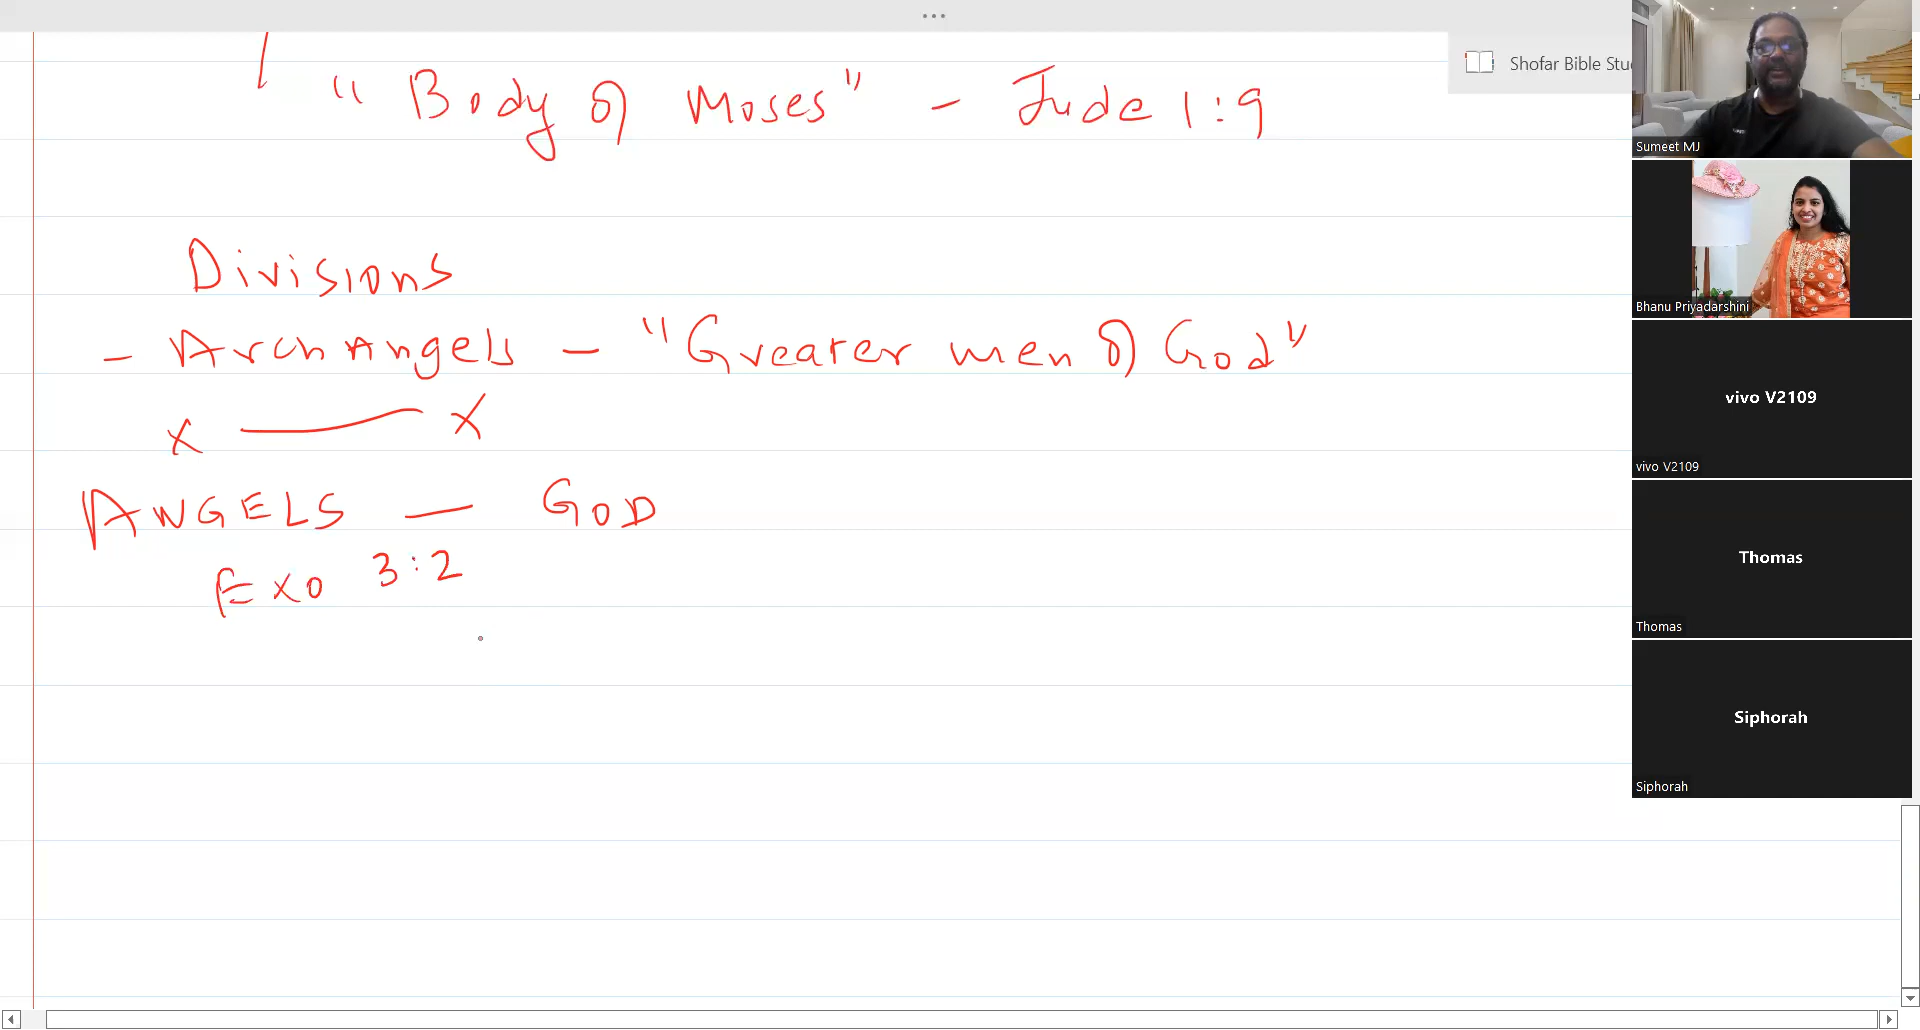 "Body of Moses" - Jude 1:9
Divisions
- ArchAngels - "Greater men of God"
x — x
ANGELS — GOD
Exo 3:2
Shofar Bible Stu
Sumeet MJ
Bhanu Priyadarshini
vivo V2109
vivo V2109
Thomas
Thomas
Siphorah
Siphorah